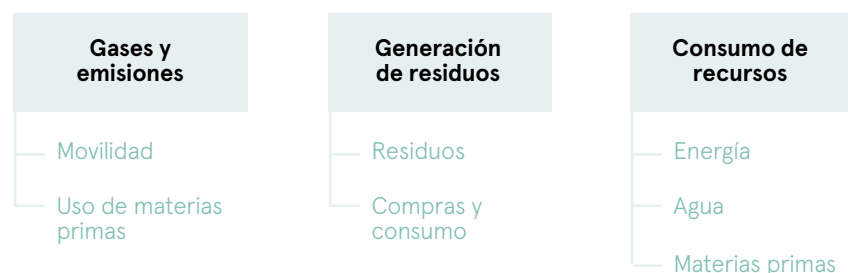 Gases y
emisiones
Movilidad
Uso de materias
primas
Generación
de residuos
Residuos
Compras y
consumo
Consumo de
recursos
Energía
Agua
Materias primas